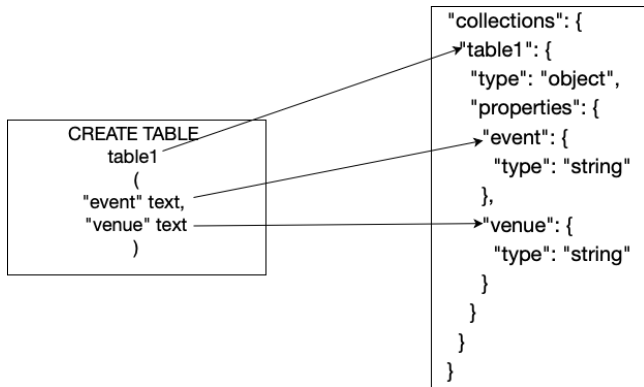 CREATE TABLE
table1
(
"event" text,
"venue" text
)
"collections": {
"table1": {
"type": "object",
"properties": {
"event": {
"type": "string"
},
"venue": {
"type": "string"
}
}
}
}